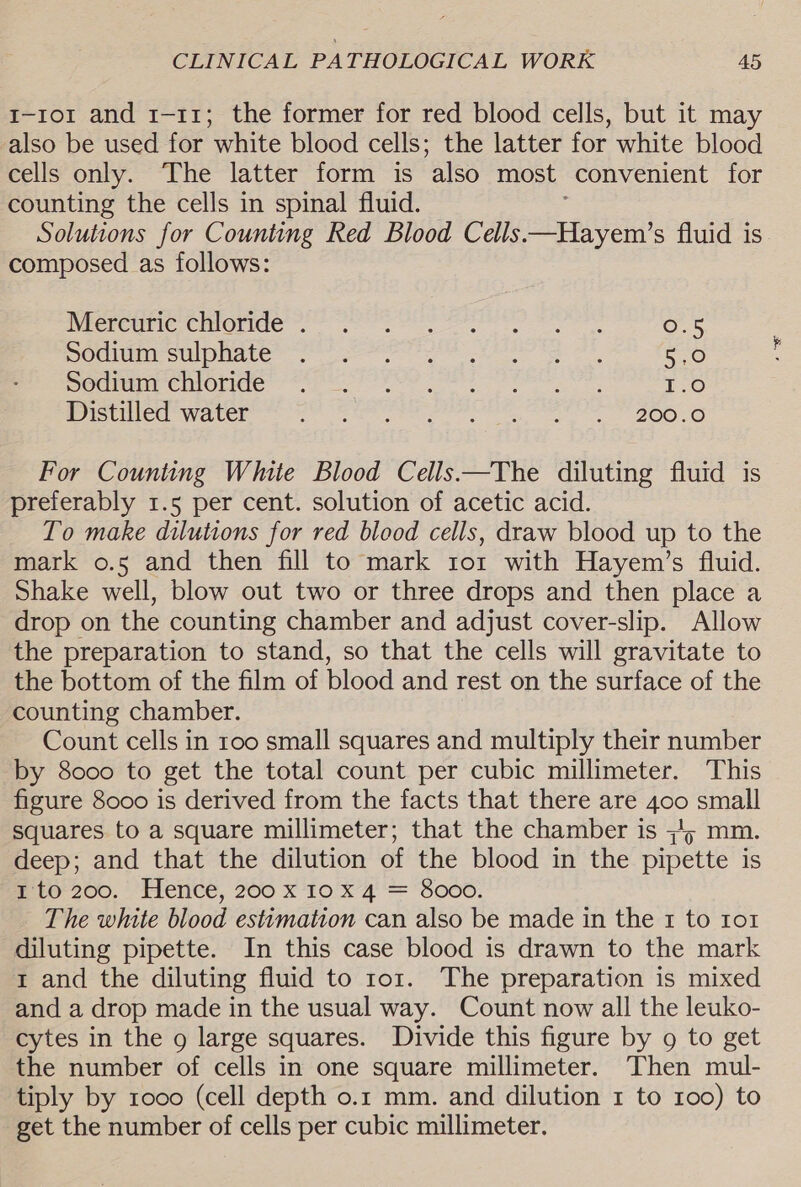 CLINICAL PATHOLOGICAL WORK 45
1-101 and 1-11; the former for red blood cells, but it may
also be used for white blood cells; the latter for white blood
cells only. The latter form is also most convenient for
counting the cells in spinal fluid.
Solutions for Counting Red Blood Cells.—Hayem's fluid is
composed as follows:
Mercuric chloride . . . . . . . . 0.5
Sodium sulphate . . . . . . . . 5.0
Sodium chloride . . . . . . . . 1.0
Distilled water . . . . . . . . 200.0
For Counting White Blood Cells.—The diluting fluid is
preferably 1.5 per cent. solution of acetic acid.
To make dilutions for red blood cells, draw blood up to the
mark 0.5 and then fill to mark 101 with Hayem's fluid.
Shake well, blow out two or three drops and then place a
drop on the counting chamber and adjust cover-slip. Allow
the preparation to stand, so that the cells will gravitate to
the bottom of the film of blood and rest on the surface of the
counting chamber.
Count cells in 100 small squares and multiply their number
by 8000 to get the total count per cubic millimeter. This
figure 8000 is derived from the facts that there are 400 small
squares to a square millimeter; that the chamber is 1/10 mm.
deep; and that the dilution of the blood in the pipette is
1 to 200. Hence, 200 x 10 x 4 = 8000.
The white blood estimation can also be made in the 1 to 101
diluting pipette. In this case blood is drawn to the mark
1 and the diluting fluid to 101. The preparation is mixed
and a drop made in the usual way. Count now all the leuko-
cytes in the 9 large squares. Divide this figure by 9 to get
the number of cells in one square millimeter. Then mul-
tiply by 1000 (cell depth 0.1 mm. and dilution 1 to 100) to
get the number of cells per cubic millimeter.